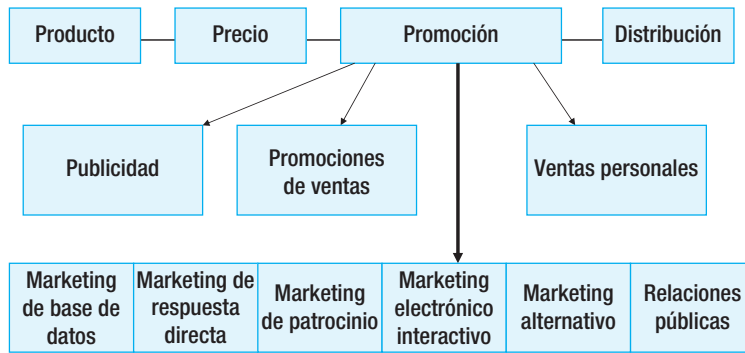 Producto
Precio
Promoción
Distribución
Publicidad
Promociones
de ventas
Ventas personales
Marketing
de base de
datos
Marketing de
respuesta
directa
Marketing
de patrocinio
Marketing
electrónico
interactivo
Marketing
alternativo
Relaciones
públicas